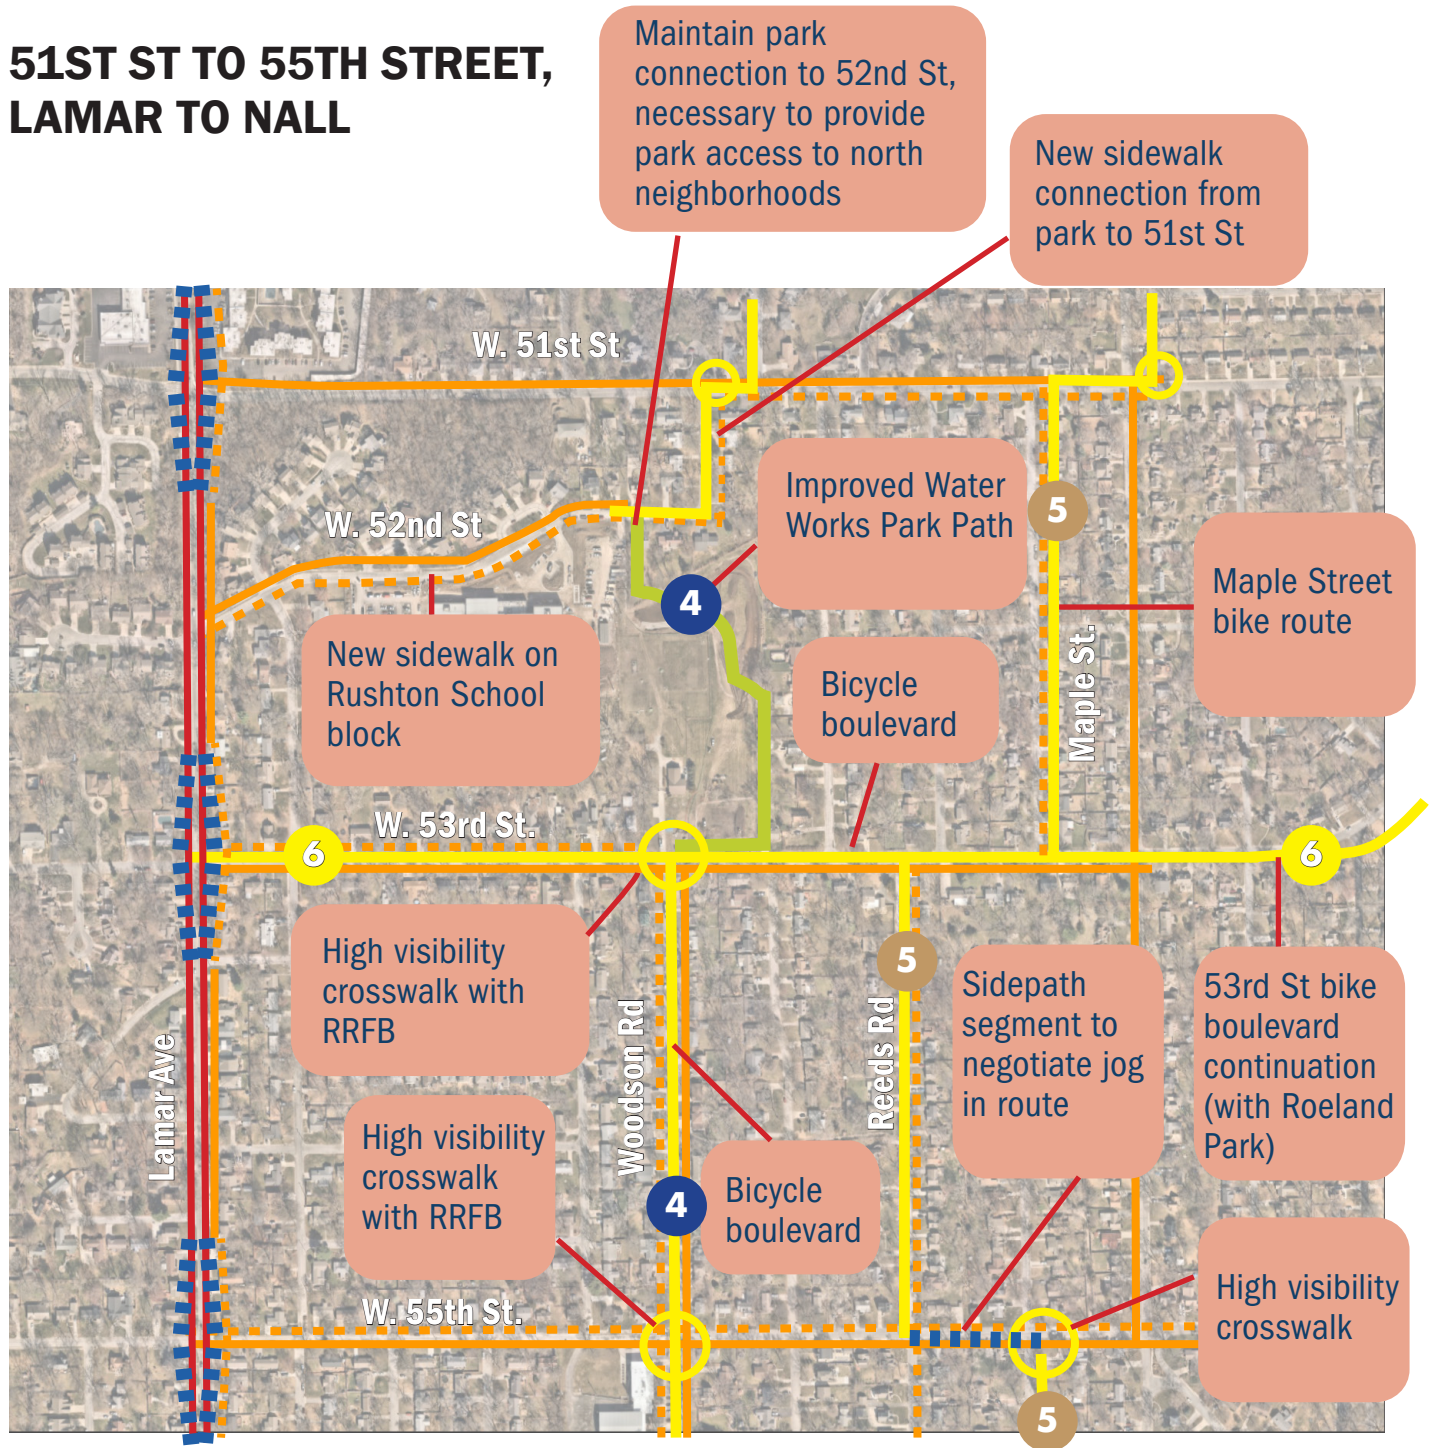 51ST ST TO 55TH STREET,
LAMAR TO NALL
Maintain park
connection to 52nd St,
necessary to provide
park access to north
neighborhoods
New sidewalk
connection from
park to 51st St
W. 51st St
W. 52nd St
Improved Water
Works Park Path
5
4
Maple Street
bike route
New sidewalk on
Rushton School
block
Bicycle
boulevard
Maple St.
W. 53rd St.
6
6
High visibility
crosswalk with
RRFB
5
Sidepath
segment to
negotiate jog
in route
53rd St bike
boulevard
continuation
(with Roeland
Park)
Lamar Ave
Woodson Rd
Reeds Rd
High visibility
crosswalk
with RRFB
4
Bicycle
boulevard
W. 55th St.
High visibility
crosswalk
5